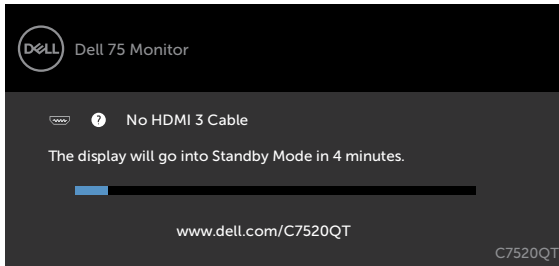 DELL
Dell 75 Monitor
? No HDMI 3 Cable
The display will go into Standby Mode in 4 minutes.
www.dell.com/C7520QT
C7520QT